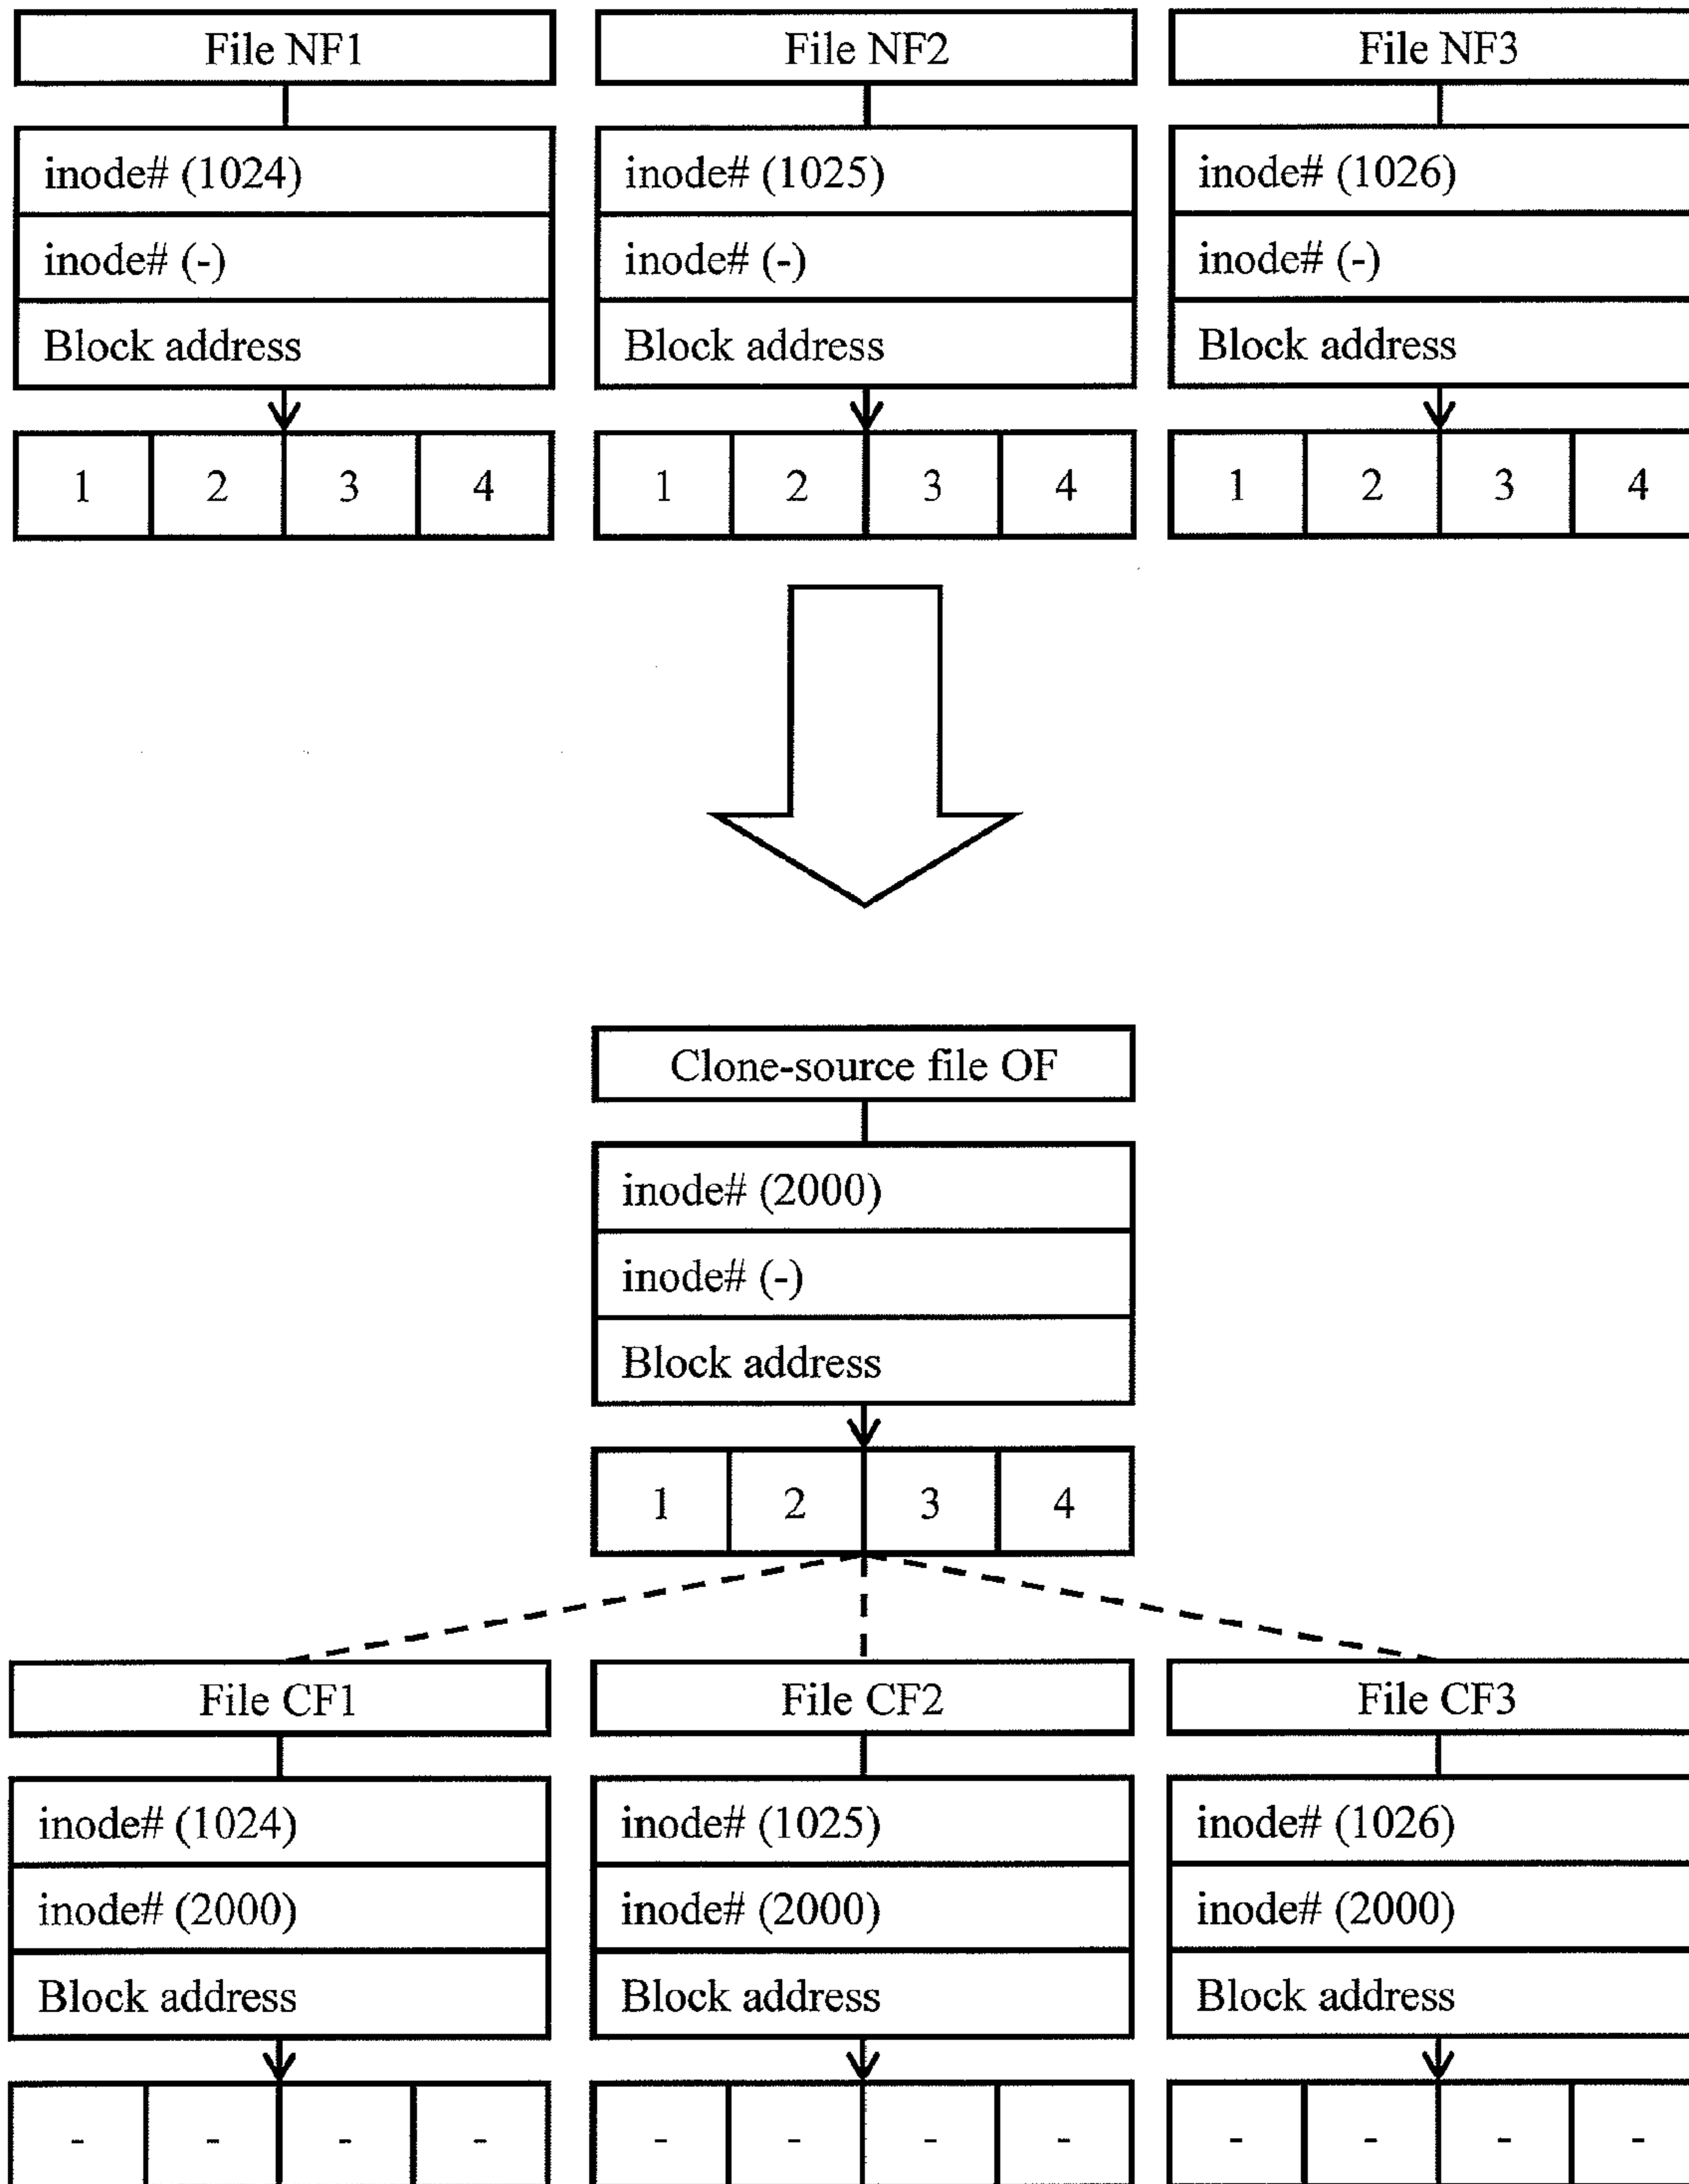 File NF1 File NF2 File NF3
inode# (1024) inode# (1025) inode# (1026)
inode# (-) inode# (-) inode# (-)
Block address Block address Block address
1 2 3 4 1 2 3 4 1 2 3 4
Clone-source file OF
inode# (2000)
inode# (-)
Block address
1 2 3 4
File CF1 File CF2 File CF3
inode# (1024) inode# (1025) inode# (1026)
inode# (2000) inode# (2000) inode# (2000)
Block address Block address Block address
- - - - - - - - - - - -